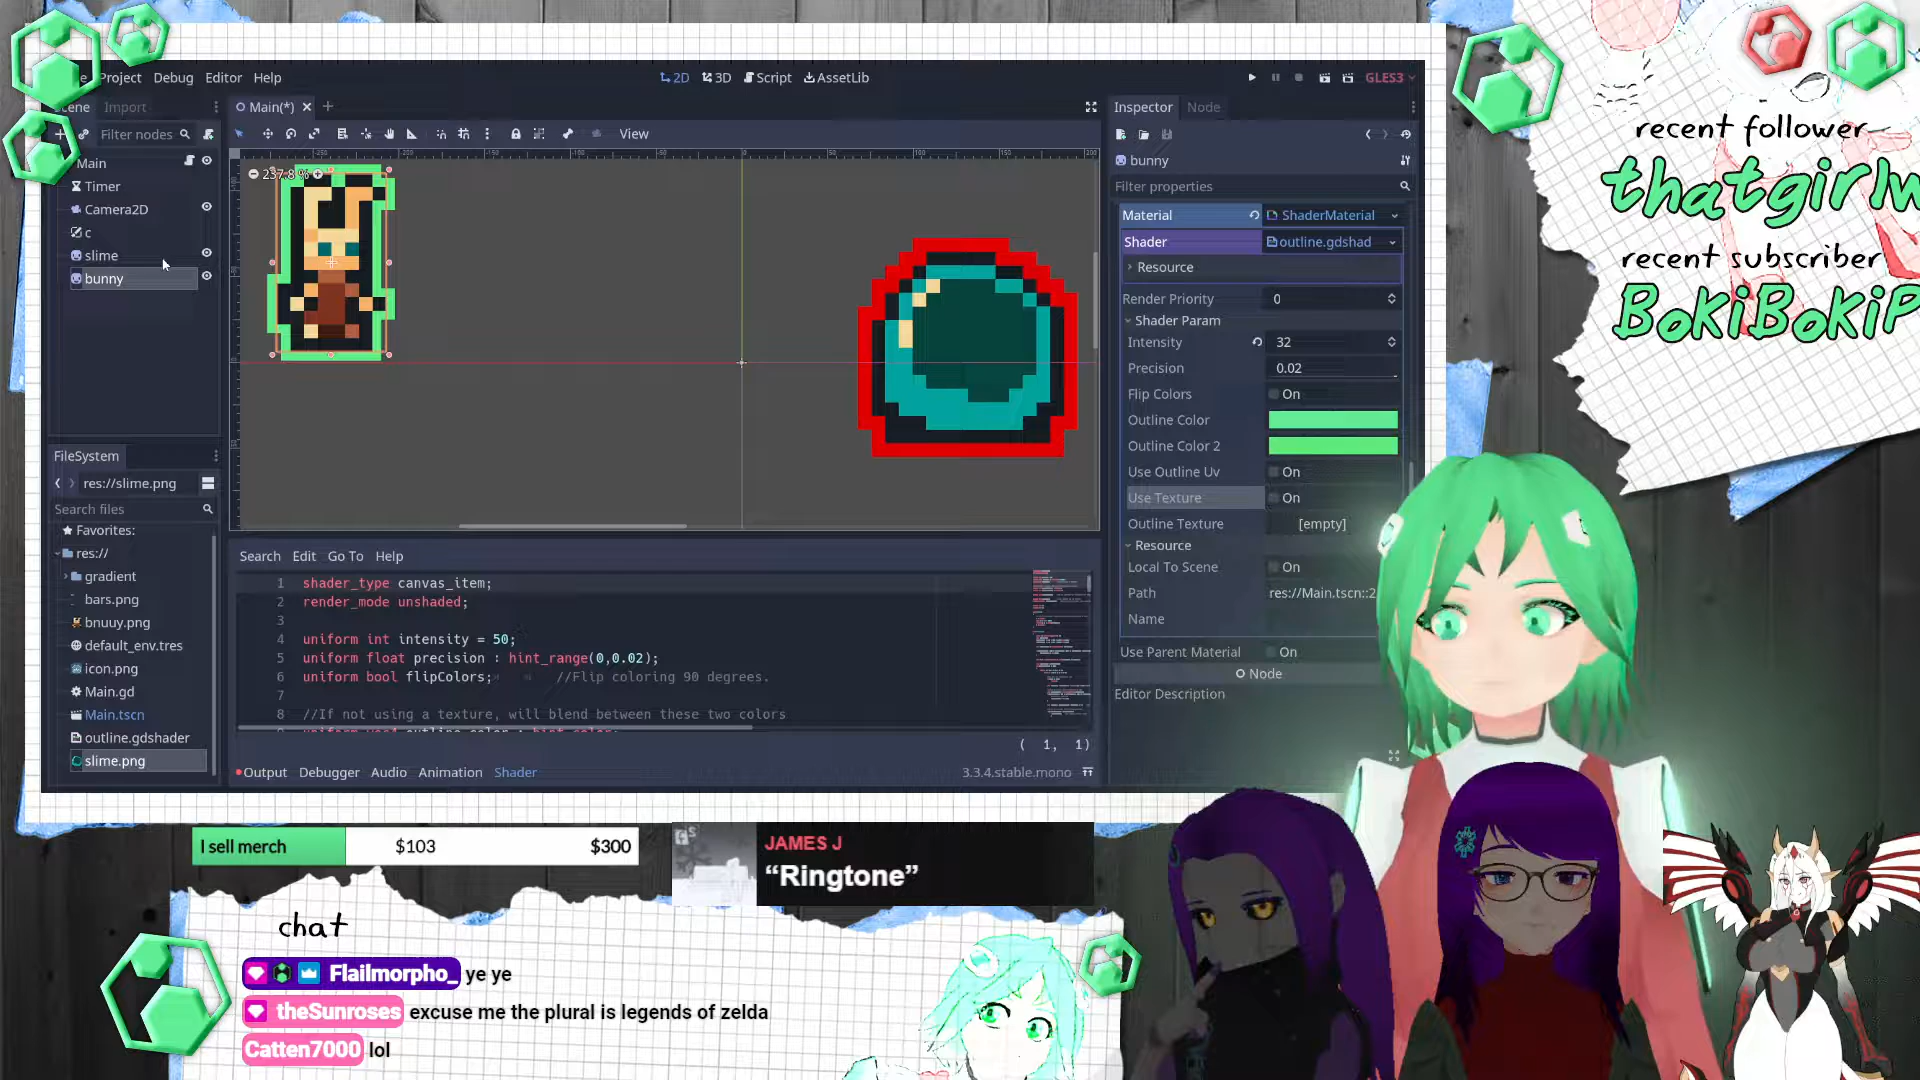 Project Debug Editor Help
2D 3D Script AssetLib
GLES3
Scene Import
Main(*)
Inspector Node
Filter nodes
View
bunny
237.8 %
Filter properties
Main
Timer
Camera2D
c
slime
bunny
Material ShaderMaterial
Shader outline.gdshad
Resource
Render Priority 0
Shader Param
Intensity 32
Precision 0.02
Flip Colors On
Outline Color
Outline Color 2
Use Outline Uv On
Use Texture On
Outline Texture [empty]
Resource
Local To Scene On
Path res://Main.tscn::2
Name
Use Parent Material On
Node
Editor Description
FileSystem
res://slime.png
Search files
Favorites:
res://
gradient
bars.png
bnuuy.png
default_env.tres
icon.png
Main.gd
Main.tscn
outline.gdshader
slime.png
Search Edit Go To Help
1 shader_type canvas_item;
2 render_mode unshaded;
3
4 uniform int intensity = 50;
5 uniform float precision : hint_range(0,0.02);
6 uniform bool flipColors; //Flip coloring 90 degrees.
7
8 //If not using a texture, will blend between these two colors
( 1, 1)
Output Debugger Audio Animation Shader
3.3.4.stable.mono
recent follower
thatgirlw
recent subscriber
BoKiBoKiP
I sell merch $103 $300
JAMES J
“Ringtone”
chat
Flailmorpho_ ye ye
theSunroses excuse me the plural is legends of zelda
Catten7000 lol